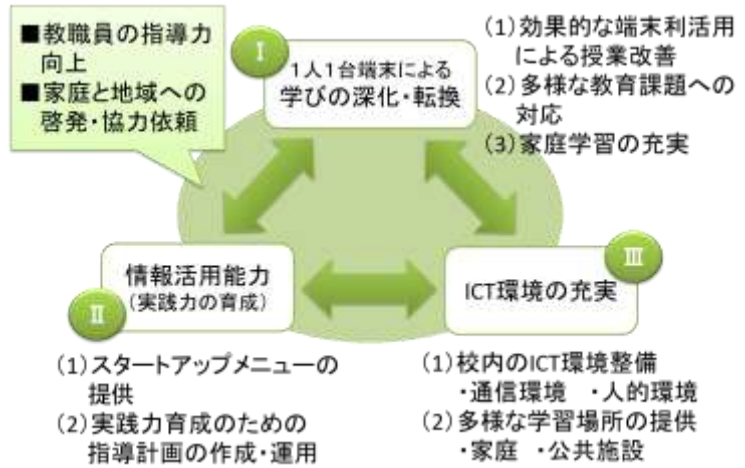 ■教職員の指導力
向上
■家庭と地域への
啓発・協力依頼
Ⅰ
1人1台端末による
学びの深化・転換
(1)効果的な端末利活用
による授業改善
(2)多様な教育課題への
対応
(3)家庭学習の充実
Ⅱ
情報活用能力
(実践力の育成)
(1)スタートアップメニューの
提供
(2)実践力育成のための
指導計画の作成・運用
Ⅲ
ICT環境の充実
(1)校内のICT環境整備
・通信環境 ・人的環境
(2)多様な学習場所の提供
・家庭 ・公共施設